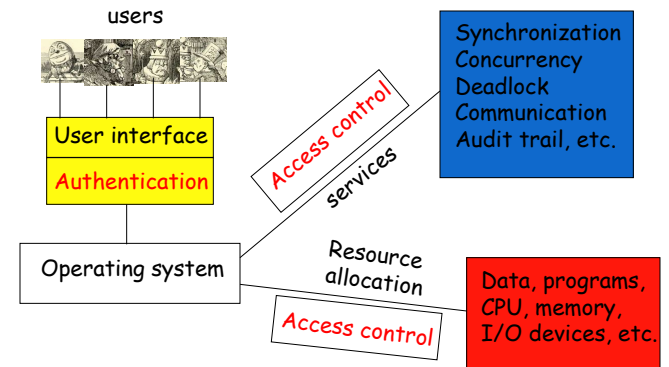 users
User interface
Authentication
Operating system
Access control
services
Synchronization
Concurrency
Deadlock
Communication
Audit trail, etc.
Resource
allocation
Access control
Data, programs,
CPU, memory,
I/O devices, etc.